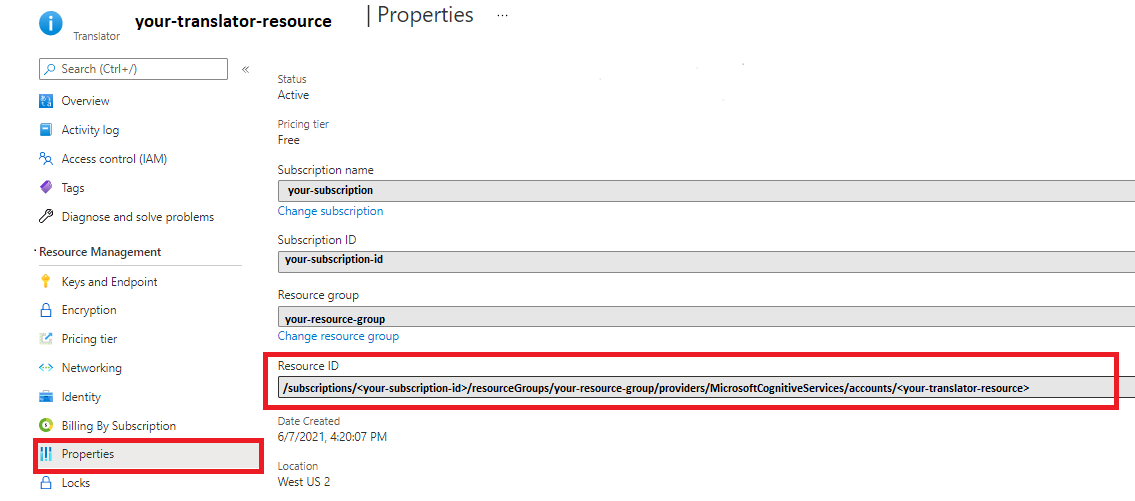 your-translator-resource | Properties ...
Translator
Search (Ctrl+/) «
Overview
Activity log
Access control (IAM)
Tags
Diagnose and solve problems
Resource Management
Keys and Endpoint
Encryption
Pricing tier
Networking
Identity
Billing By Subscription
Properties
Locks
Status
Active
Pricing tier
Free
Subscription name
your-subscription
Change subscription
Subscription ID
your-subscription-id
Resource group
your-resource-group
Change resource group
Resource ID
/subscriptions/<your-subscription-id>/resourceGroups/your-resource-group/providers/MicrosoftCognitiveServices/accounts/<your-translator-resource>
Date Created
6/7/2021, 4:20:07 PM
Location
West US 2